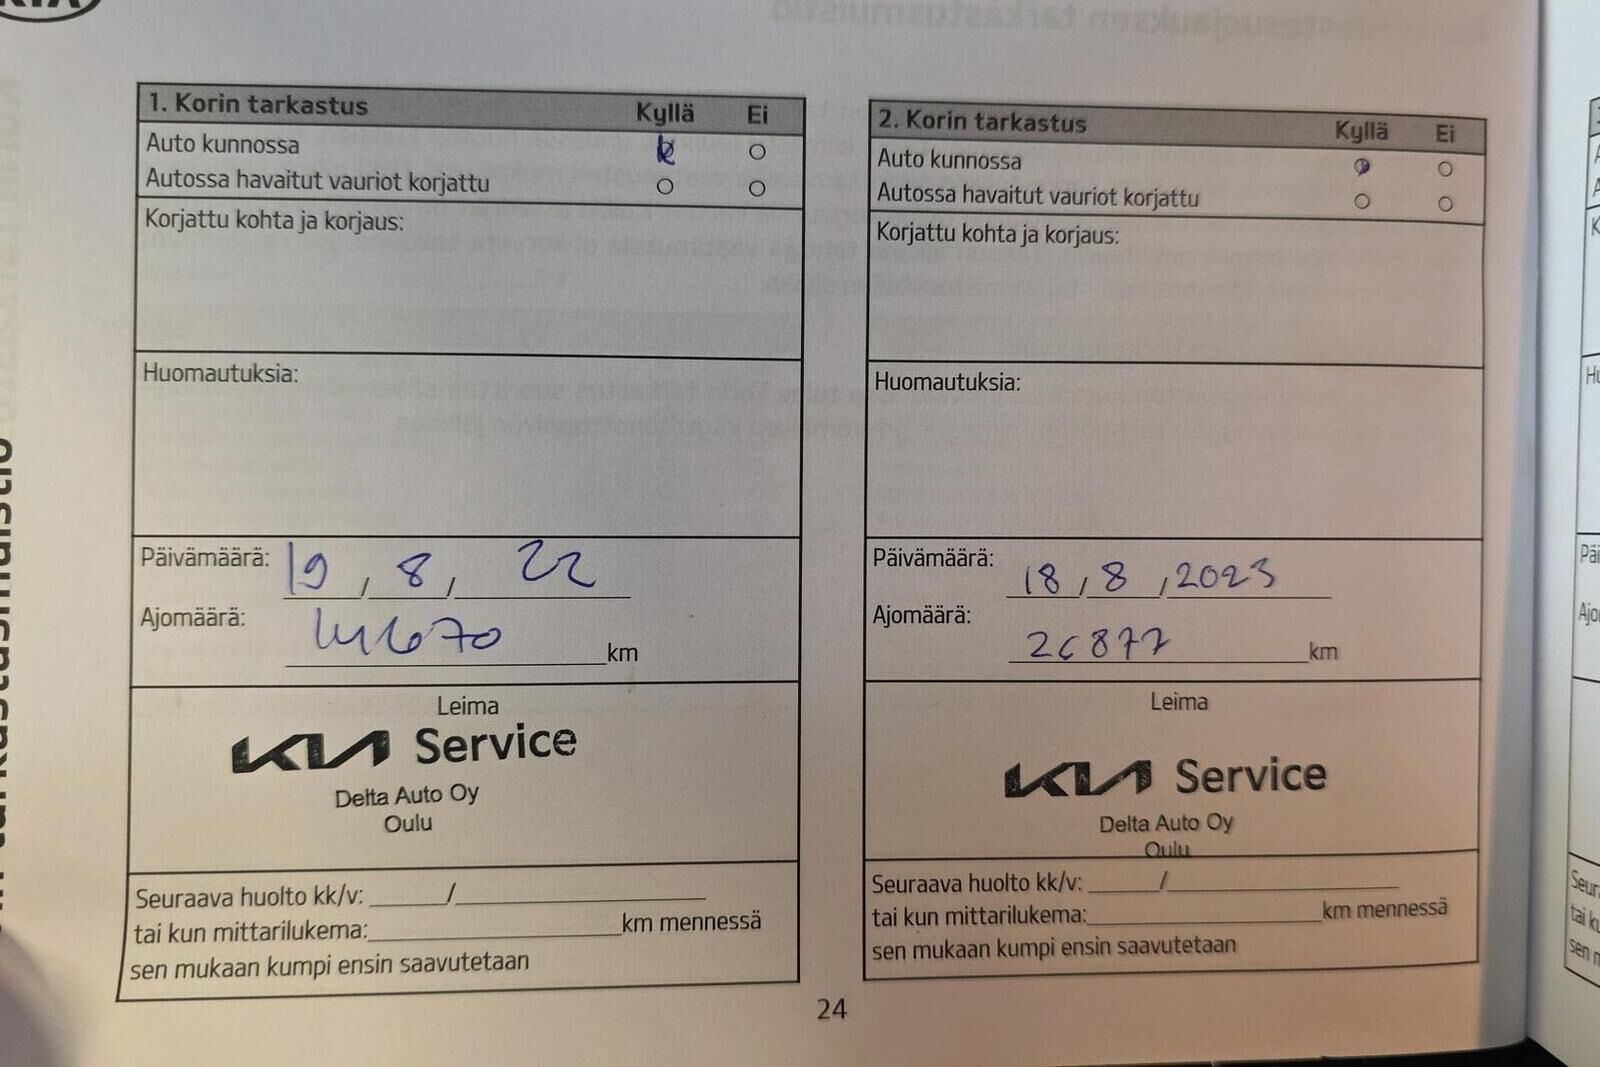 KIA
1. Korin tarkastus Kyllä Ei
Auto kunnossa
Autossa havaitut vauriot korjattu
Korjattu kohta ja korjaus:
Huomautuksia:
Päivämäärä: 19, 8, 22
Ajomäärä: km
Leima
KIA Service
Delta Auto Oy
Oulu
Seuraava huolto kk/v: /
tai kun mittarilukema: km mennessä
sen mukaan kumpi ensin saavutetaan
2. Korin tarkastus Kyllä Ei
Auto kunnossa
Autossa havaitut vauriot korjattu
Korjattu kohta ja korjaus:
Huomautuksia:
Päivämäärä: 18, 8, 2023
Ajomäärä: 26877 km
Leima
KIA Service
Delta Auto Oy
Oulu
Seuraava huolto kk/v: /
tai kun mittarilukema: km mennessä
sen mukaan kumpi ensin saavutetaan
24